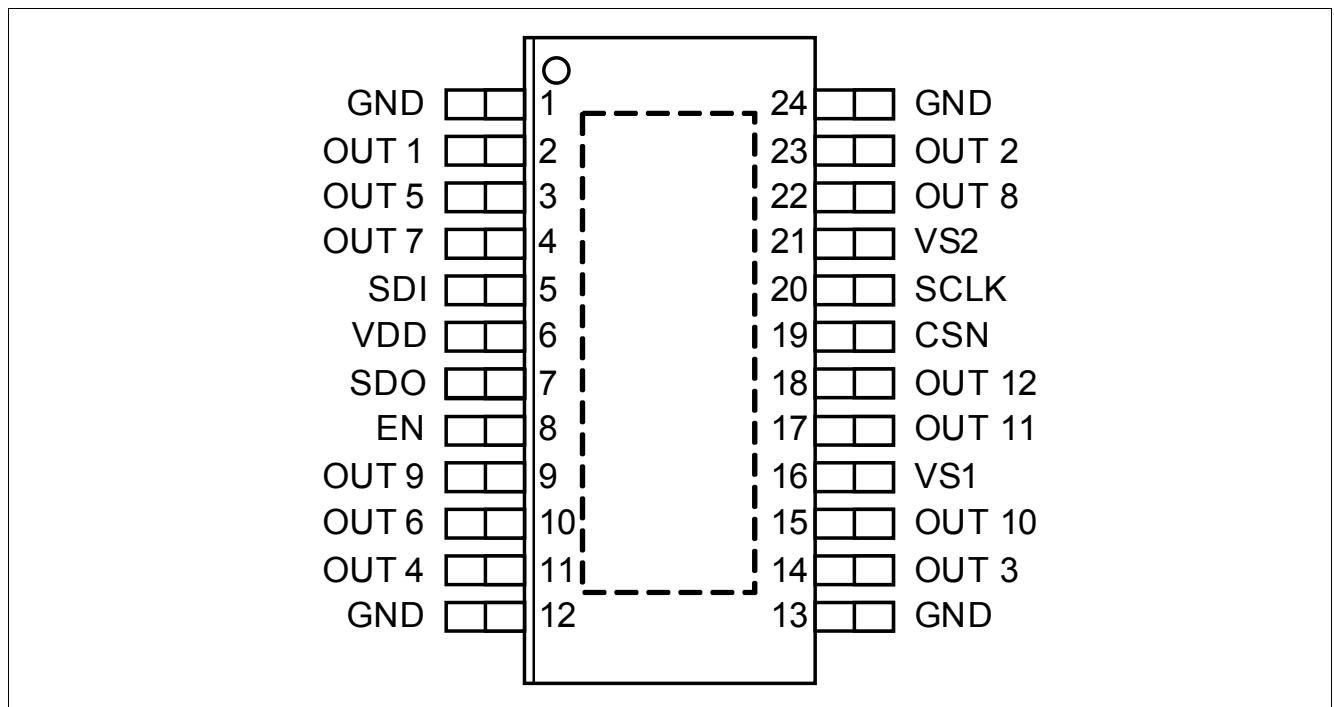 GND 1 24 GND
OUT 1 2 23 OUT 2
OUT 5 3 22 OUT 8
OUT 7 4 21 VS2
SDI 5 20 SCLK
VDD 6 19 CSN
SDO 7 18 OUT 12
EN 8 17 OUT 11
OUT 9 9 16 VS1
OUT 6 10 15 OUT 10
OUT 4 11 14 OUT 3
GND 12 13 GND